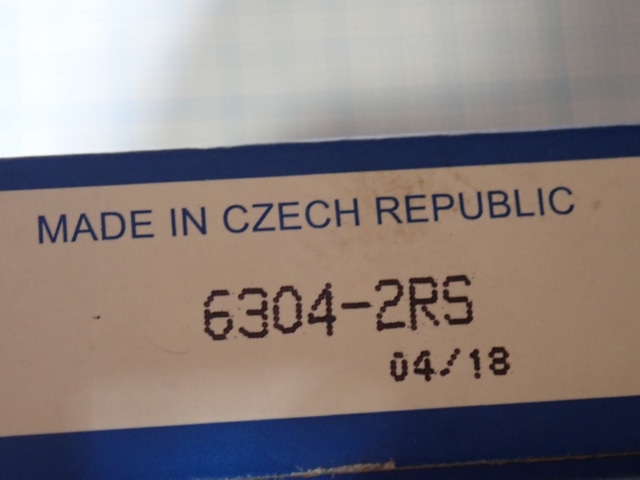 MADE IN CZECH REPUBLIC
6304-2RS
04/18